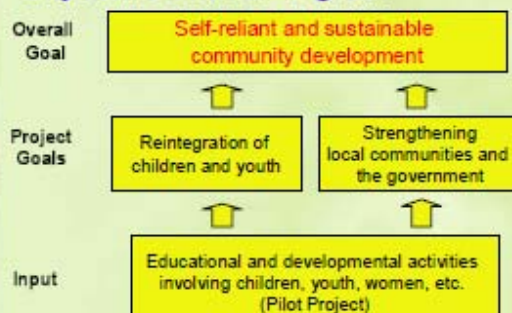 Overall
Goal
Self-reliant and sustainable
community development
Project
Goals
Reintegration of
children and youth
Strengthening
local communities and
the government
Input
Educational and developmental activities
involving children, youth, women, etc.
(Pilot Project)